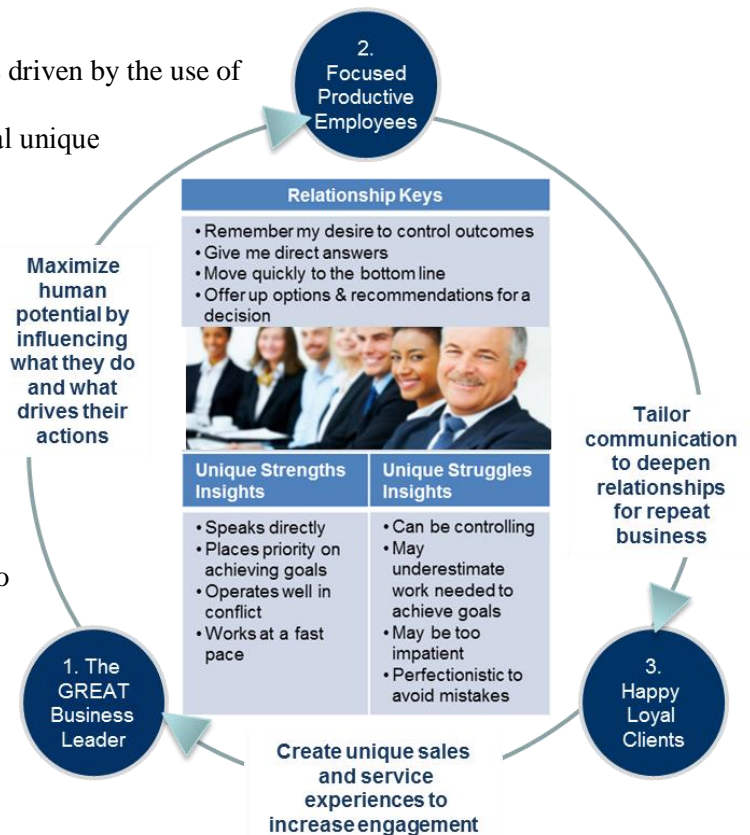 driven by the use of
al unique
2.
Focused
Productive
Employees
Relationship Keys
• Remember my desire to control outcomes
• Give me direct answers
• Move quickly to the bottom line
• Offer up options & recommendations for a
decision
Maximize
human
potential by
influencing
what they do
and what
drives their
actions
Unique Strengths
Insights
• Speaks directly
• Places priority on
achieving goals
• Operates well in
conflict
• Works at a fast
pace
Unique Struggles
Insights
• Can be controlling
• May
underestimate
work needed to
achieve goals
• May be too
impatient
• Perfectionistic to
avoid mistakes
Tailor
communication
to deepen
relationships
for repeat
business
1. The
GREAT
Business
Leader
3.
Happy
Loyal
Clients
Create unique sales
and service
experiences to
increase engagement